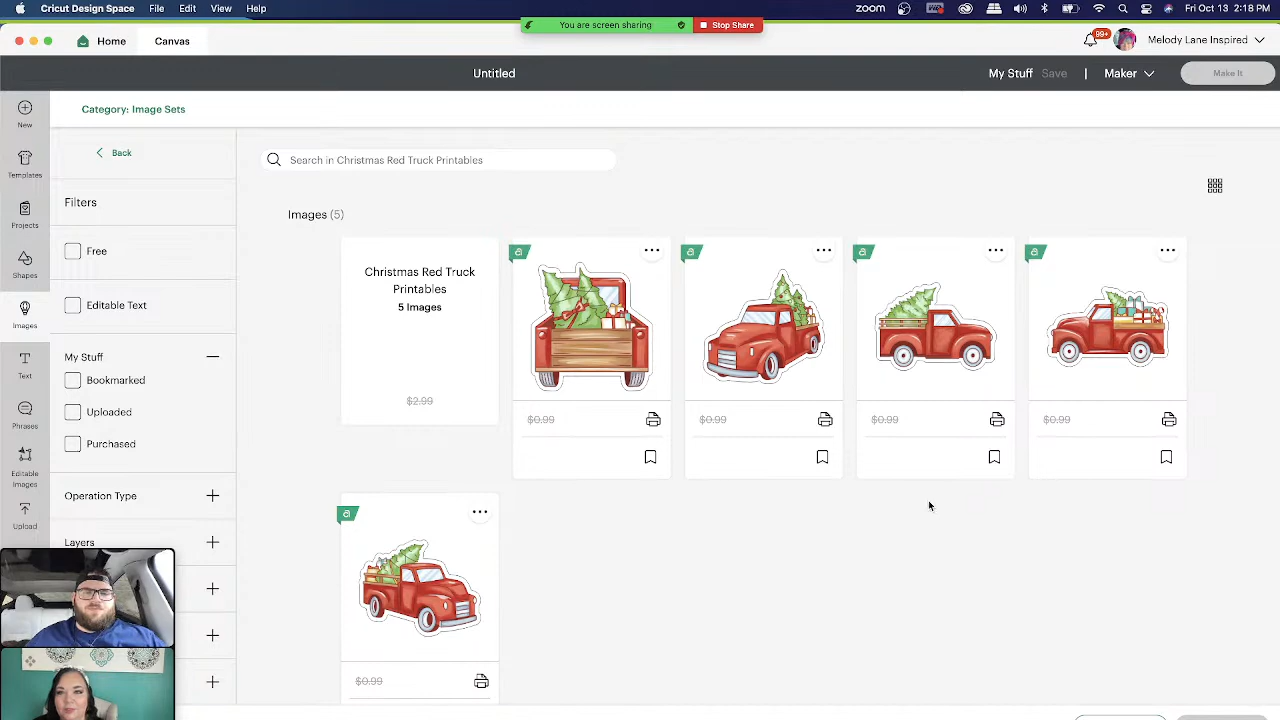 Cricut Design Space File Edit View Help
zoom Fri Oct 13 2:18 PM
You are screen sharing Stop Share
Home Canvas
99+ Melody Lane Inspired
Untitled
My Stuff Save | Maker Make It
New
Templates
Projects
Shapes
Images
Text
Phrases
Editable
Images
Upload
Category: Image Sets
Back
Filters
Free
Editable Text
My Stuff
Bookmarked
Uploaded
Purchased
Operation Type
Layers
Search in Christmas Red Truck Printables
Images (5)
Christmas Red Truck
Printables
5 Images
$2.99
a a a a
$0.99 $0.99 $0.99 $0.99
a
$0.99